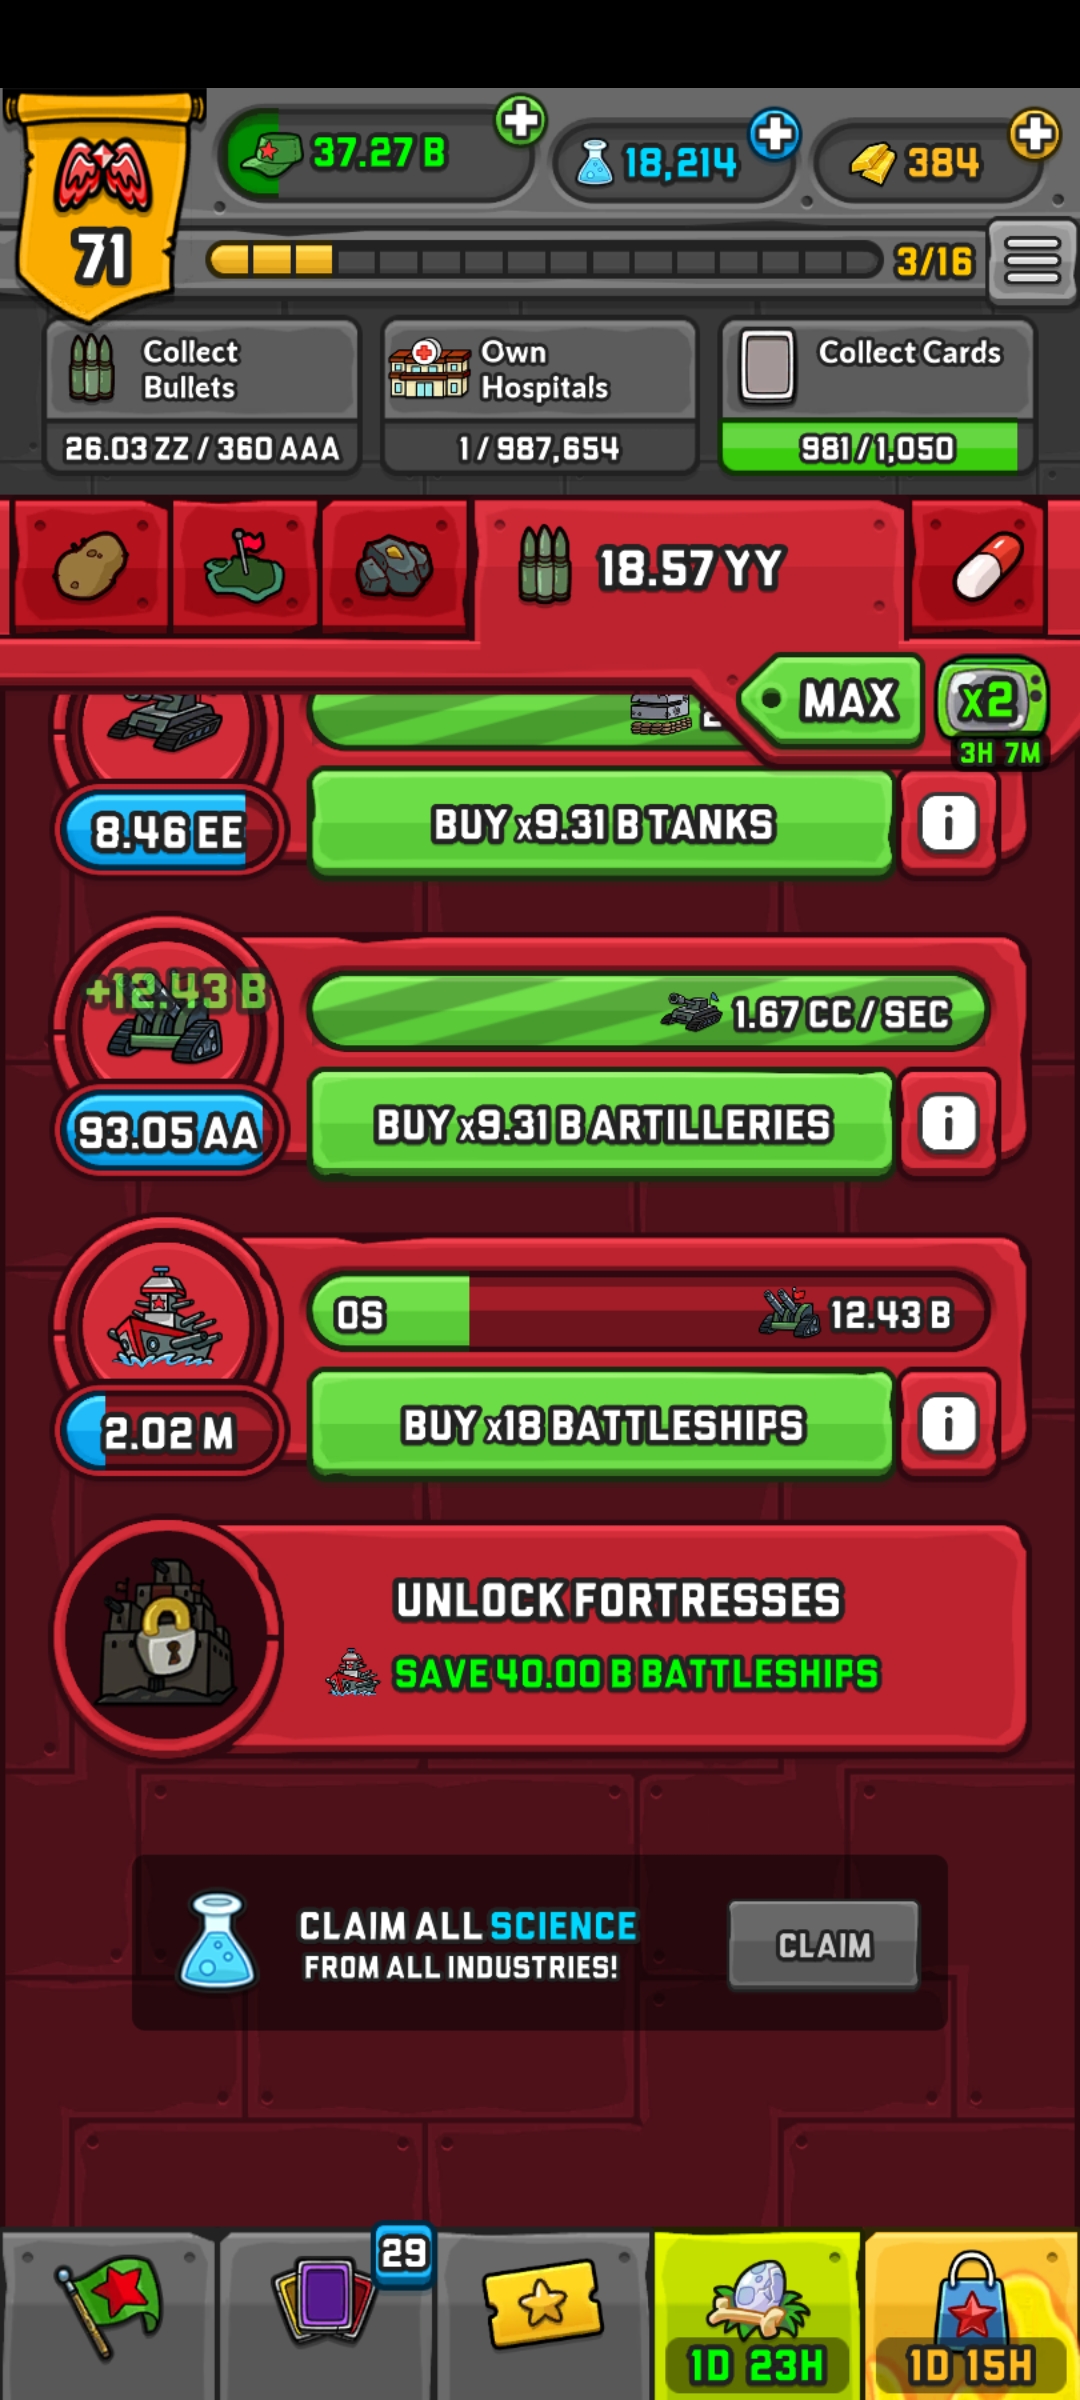 37.27 B
18,214
384
71
3/16
Collect
Bullets
26.03 ZZ / 360 AAA
Own
Hospitals
1 / 987,654
Collect Cards
981 / 1,050
18.57 YY
MAX
x2
3H 7M
8.46 EE
BUY x9.31 B TANKS
i
+12.43 B
1.67 CC / SEC
93.05 AA
BUY x9.31 B ARTILLERIES
i
0S
12.43 B
2.02 M
BUY x18 BATTLESHIPS
i
UNLOCK FORTRESSES
SAVE 40.00 B BATTLESHIPS
CLAIM ALL SCIENCE
FROM ALL INDUSTRIES!
CLAIM
29
1D 23H
1D 15H